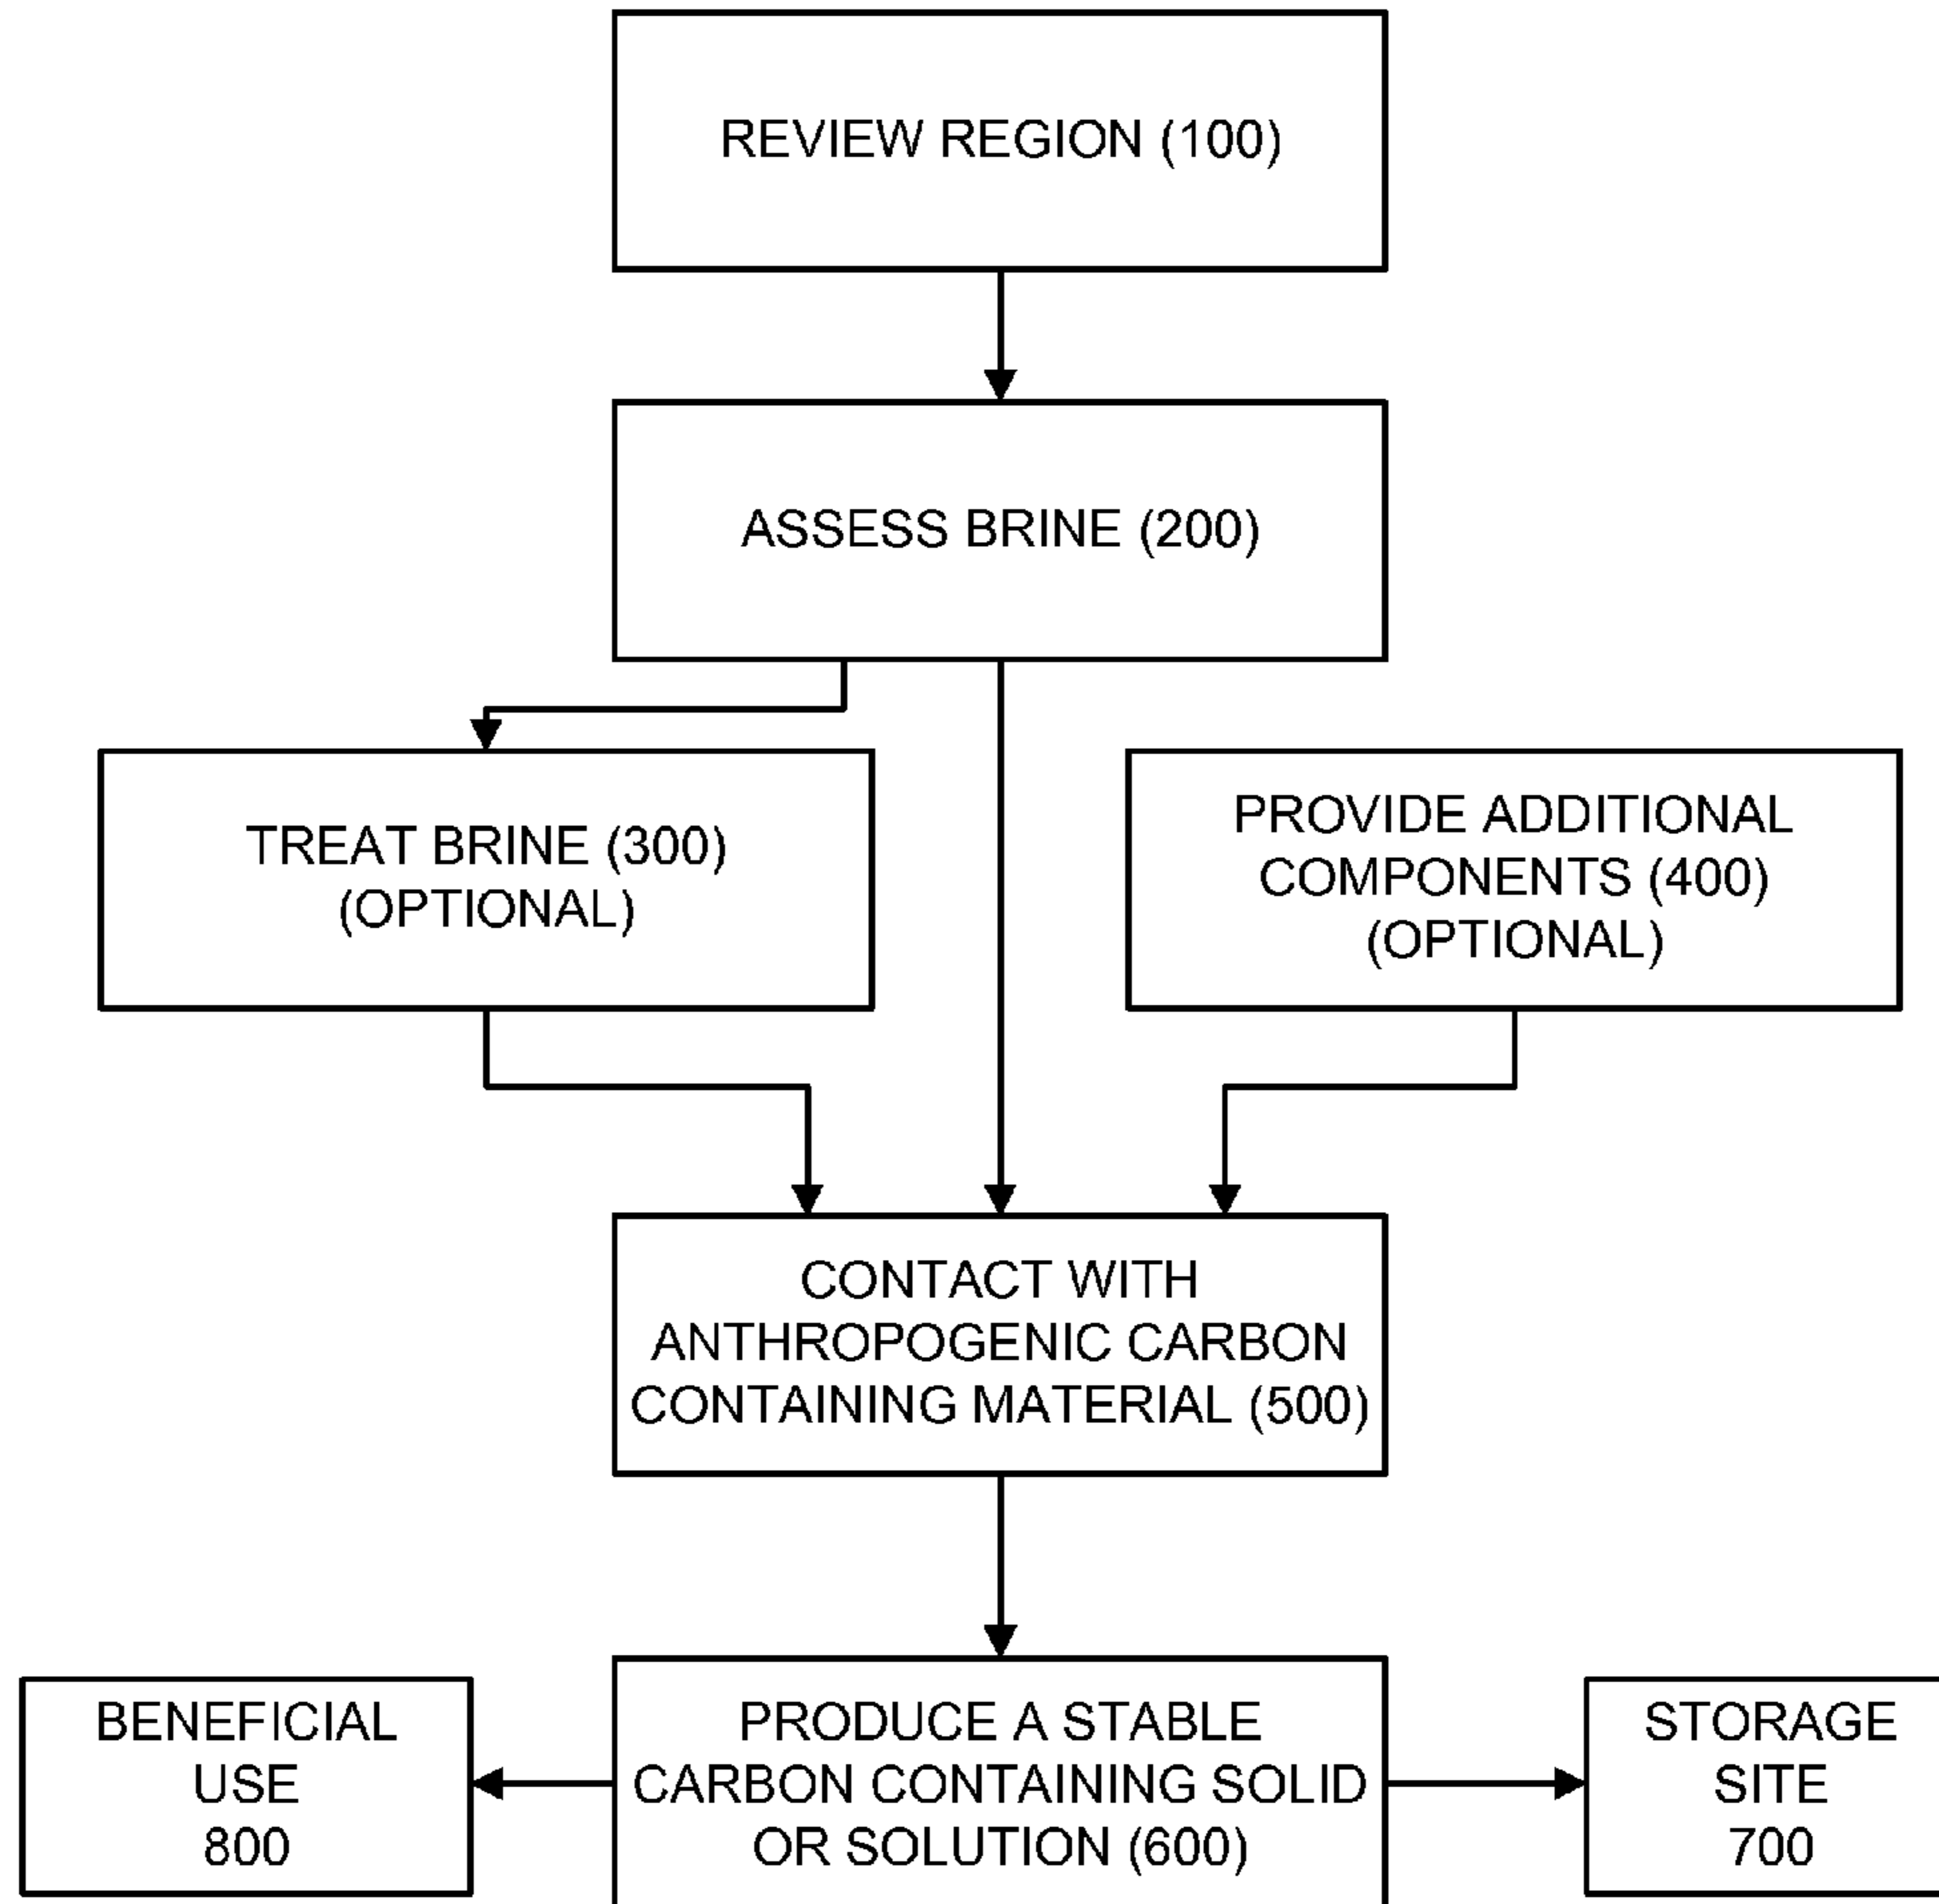 REVIEW REGION (100)
ASSESS BRINE (200)
TREAT BRINE (300)
(OPTIONAL)
PROVIDE ADDITIONAL
COMPONENTS (400)
(OPTIONAL)
CONTACT WITH
ANTHROPOGENIC CARBON
CONTAINING MATERIAL (500)
BENEFICIAL
USE
800
PRODUCE A STABLE
CARBON CONTAINING SOLID
OR SOLUTION (600)
STORAGE
SITE
700